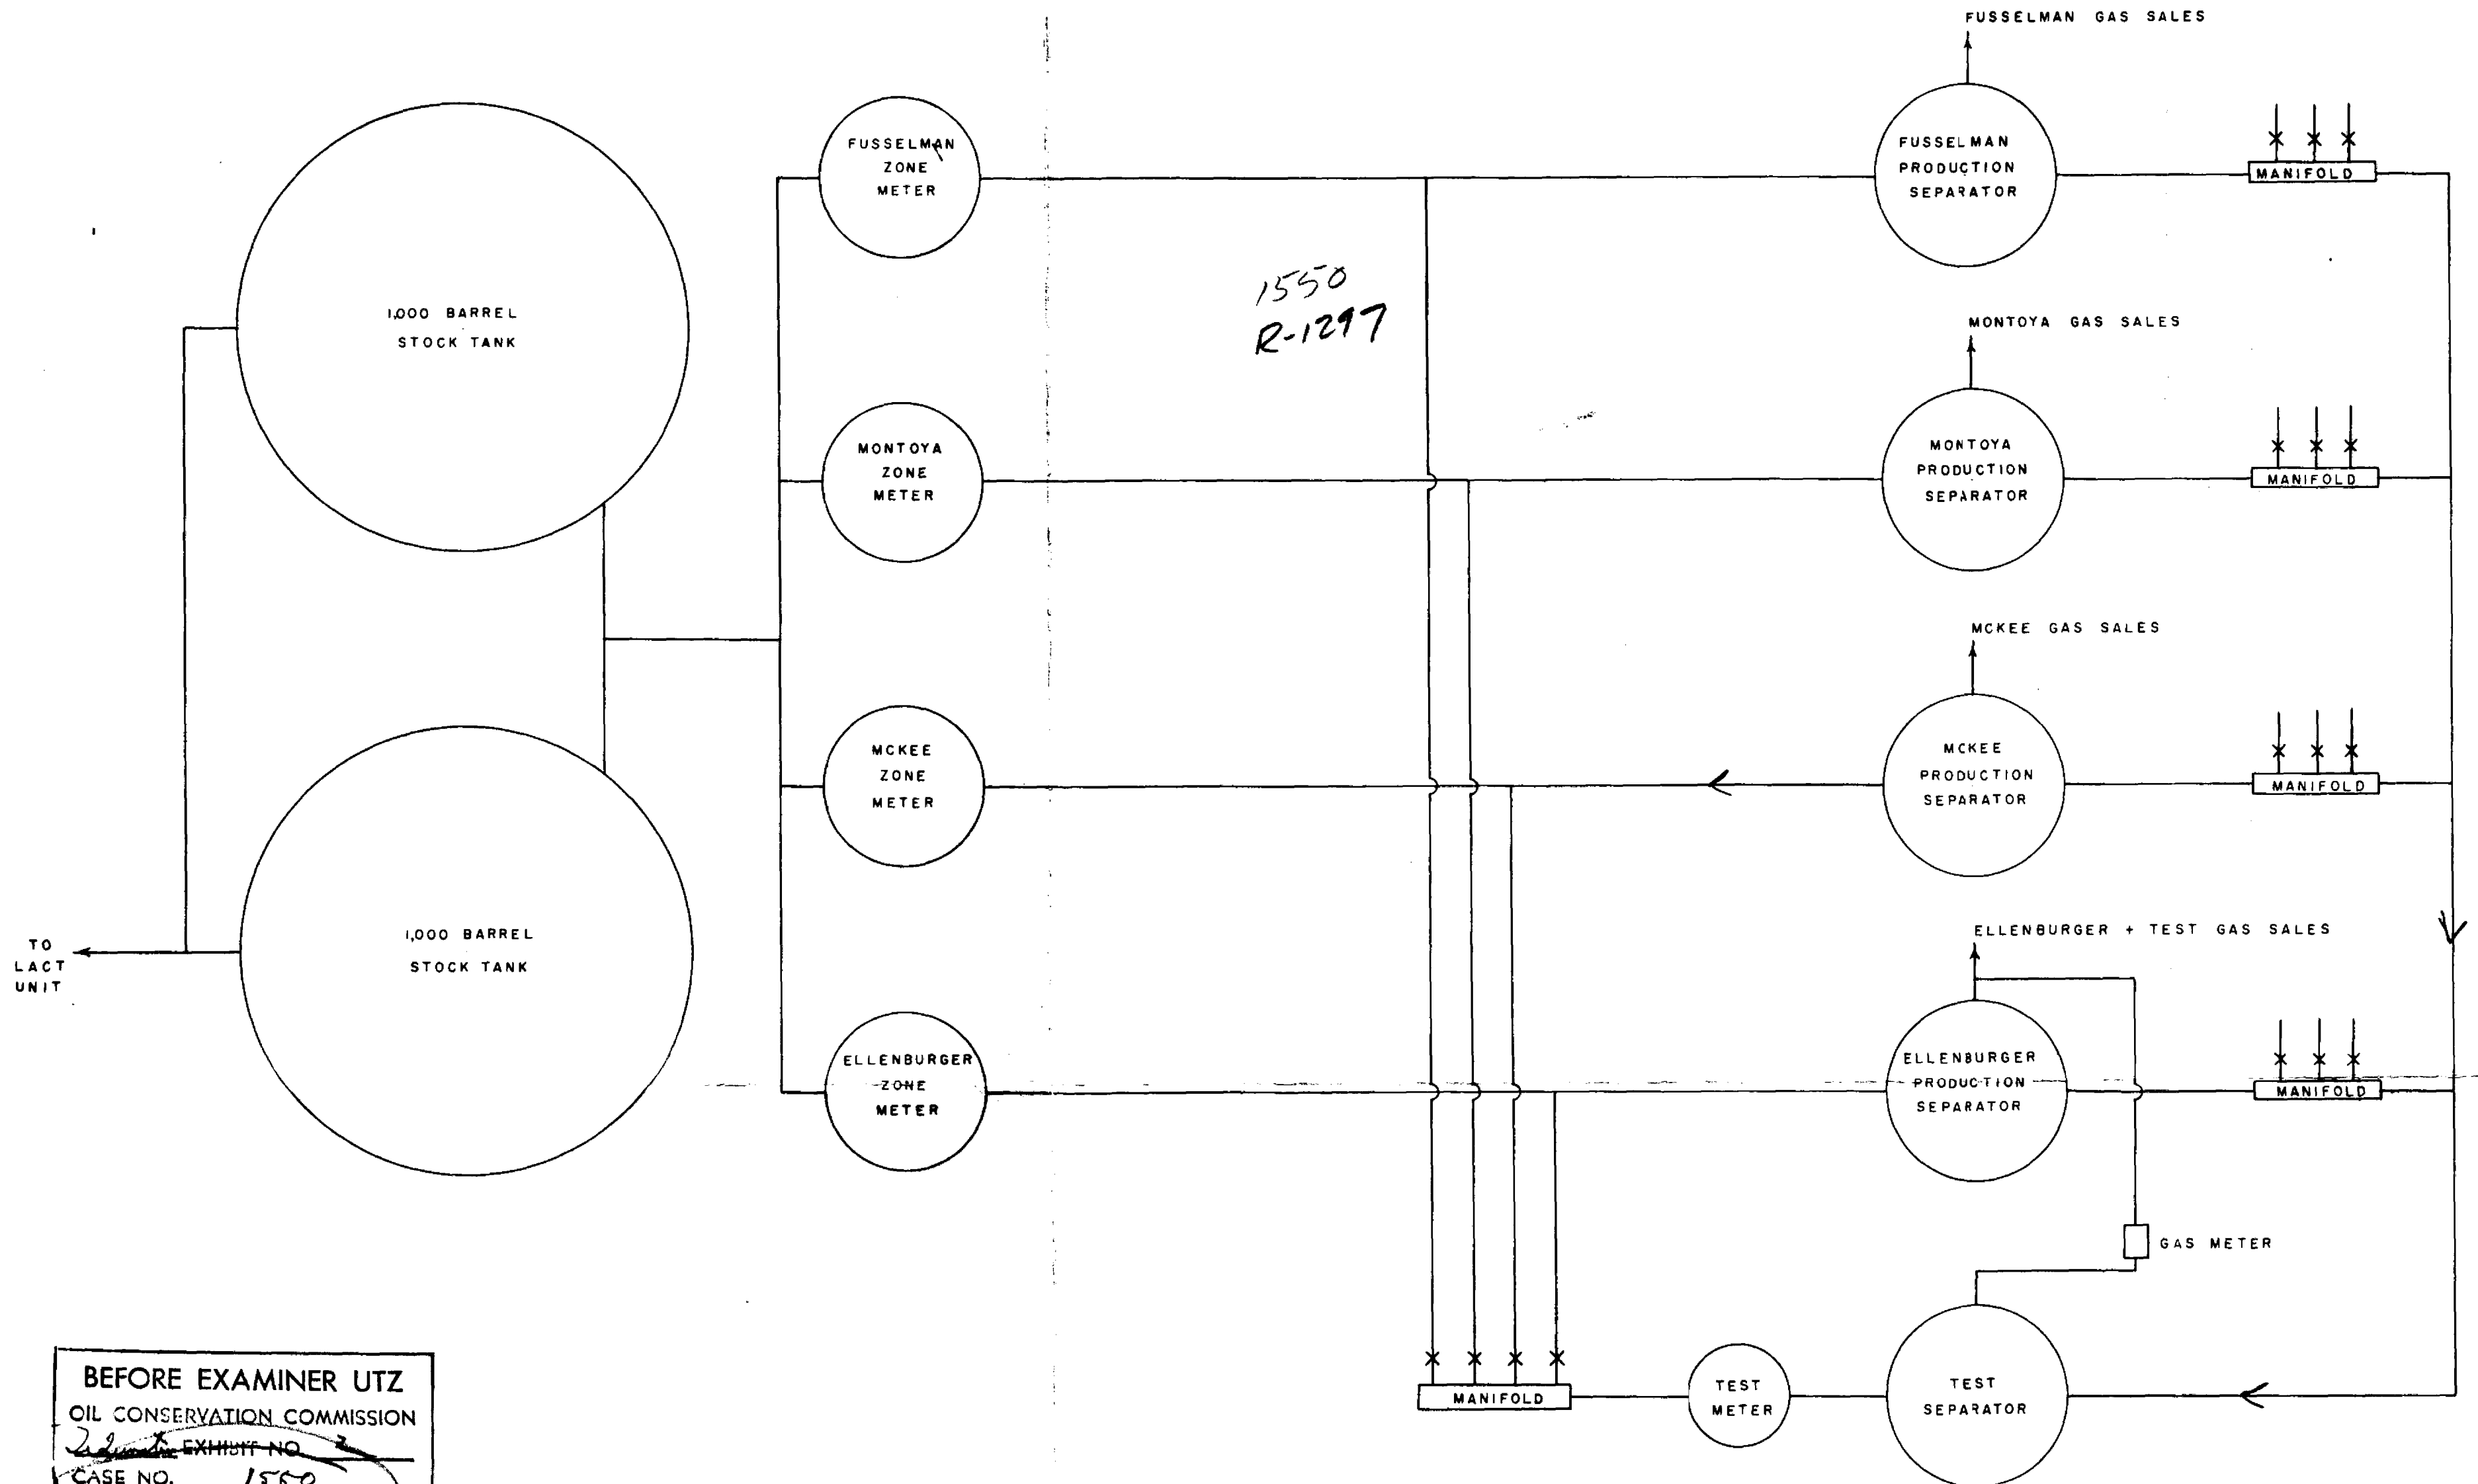 FUSSELMAN GAS SALES
FUSSELMAN
ZONE
METER
FUSSELMAN
PRODUCTION
SEPARATOR
MANIFOLD
1,000 BARREL
STOCK TANK
1550
R-1297
MONTOYA GAS SALES
MONTOYA
ZONE
METER
MONTOYA
PRODUCTION
SEPARATOR
MANIFOLD
MCKEE GAS SALES
MCKEE
ZONE
METER
MCKEE
PRODUCTION
SEPARATOR
MANIFOLD
TO
LACT
UNIT
1,000 BARREL
STOCK TANK
ELLENBURGER + TEST GAS SALES
ELLENBURGER
ZONE
METER
ELLENBURGER
PRODUCTION
SEPARATOR
MANIFOLD
GAS METER
MANIFOLD
TEST
METER
TEST
SEPARATOR
BEFORE EXAMINER UTZ
OIL CONSERVATION COMMISSION
EXHIBIT NO. 2
CASE NO. 1550